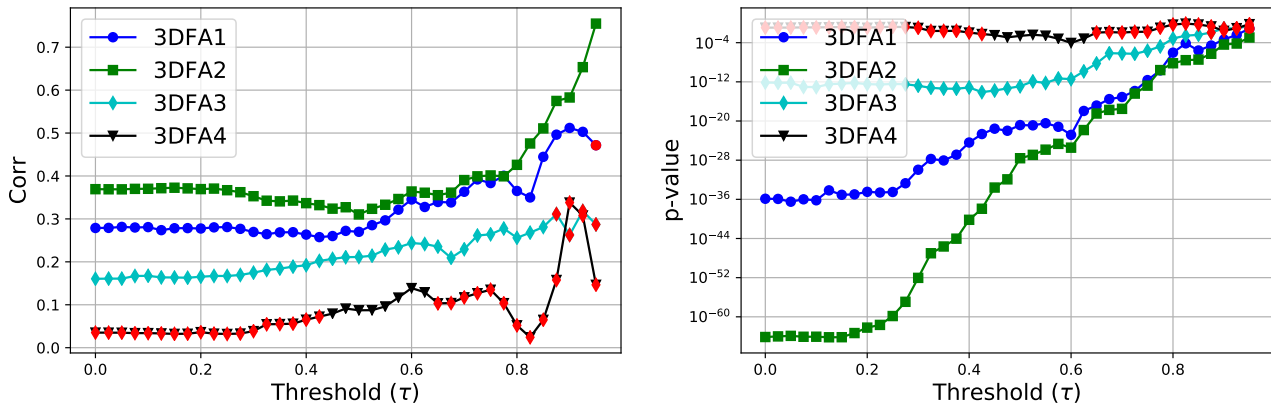 0.7
0.6
0.5
0.4
0.3
0.2
0.1
0.0
Corr
3DFA1
3DFA2
3DFA3
3DFA4
0.0 0.2 0.4 0.6 0.8
Threshold (τ)
10⁻⁴
10⁻¹²
10⁻²⁰
10⁻²⁸
10⁻³⁶
10⁻⁴⁴
10⁻⁵²
10⁻⁶⁰
p-value
3DFA1
3DFA2
3DFA3
3DFA4
0.0 0.2 0.4 0.6 0.8
Threshold (τ)